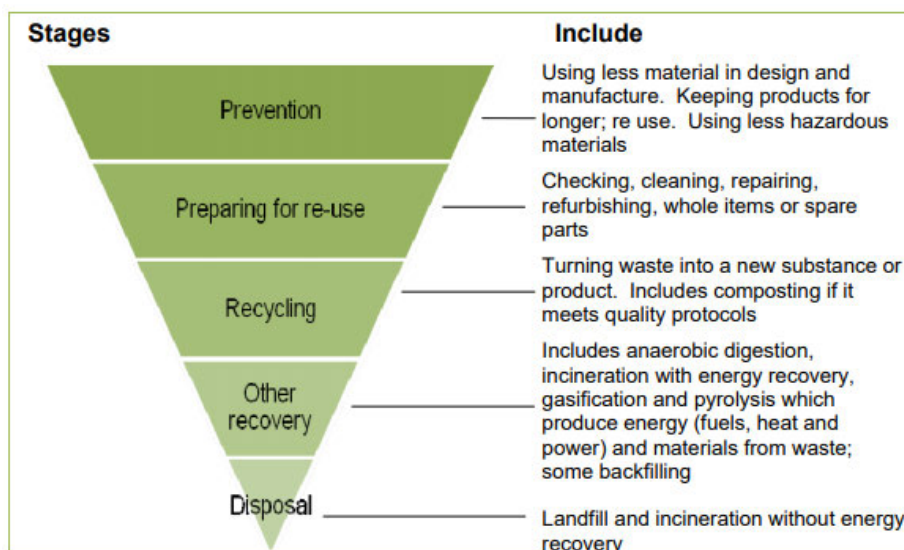 Stages
Include
Prevention
Using less material in design and
manufacture. Keeping products for
longer; re use. Using less hazardous
materials
Preparing for re-use
Checking, cleaning, repairing,
refurbishing, whole items or spare
parts
Recycling
Turning waste into a new substance or
product. Includes composting if it
meets quality protocols
Other
recovery
Includes anaerobic digestion,
incineration with energy recovery,
gasification and pyrolysis which
produce energy (fuels, heat and
power) and materials from waste;
some backfilling
Disposal
Landfill and incineration without energy
recovery